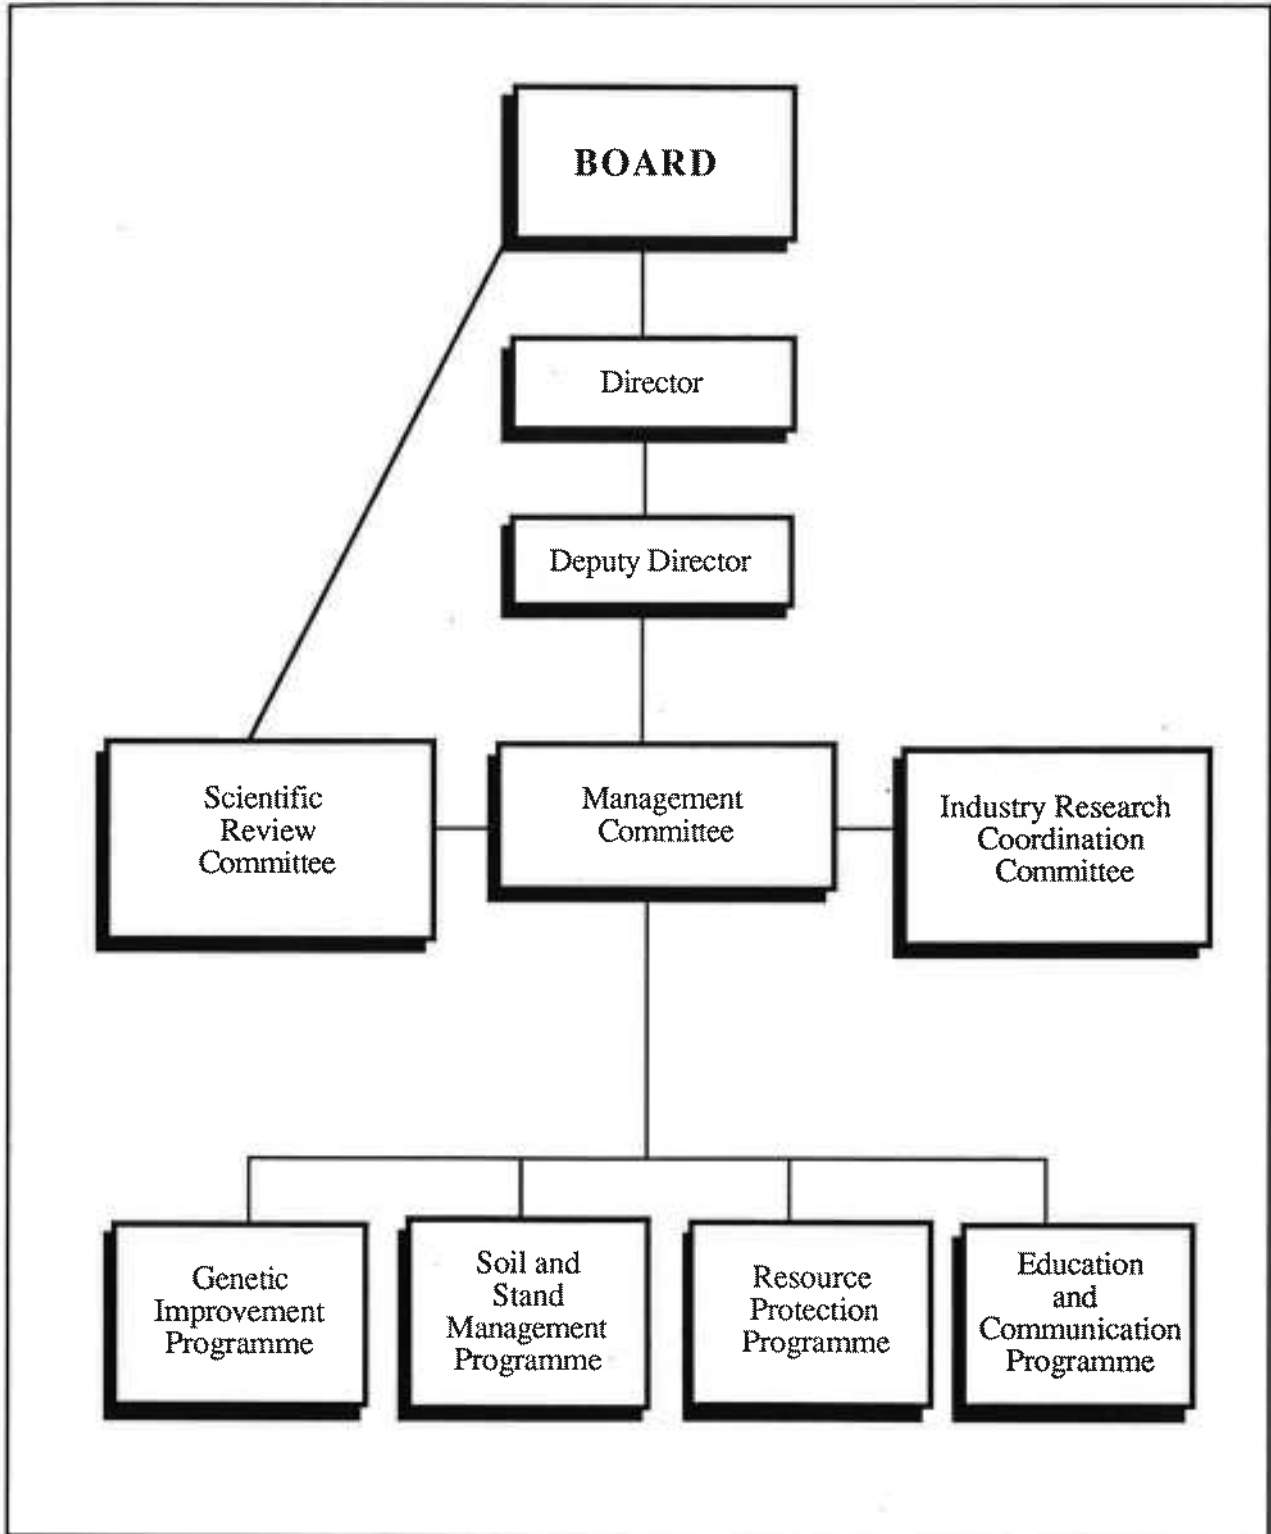 BOARD
Director
Deputy Director
Scientific
Review
Committee
Management
Committee
Industry Research
Coordination
Committee
Genetic
Improvement
Programme
Soil and
Stand
Management
Programme
Resource
Protection
Programme
Education
and
Communication
Programme